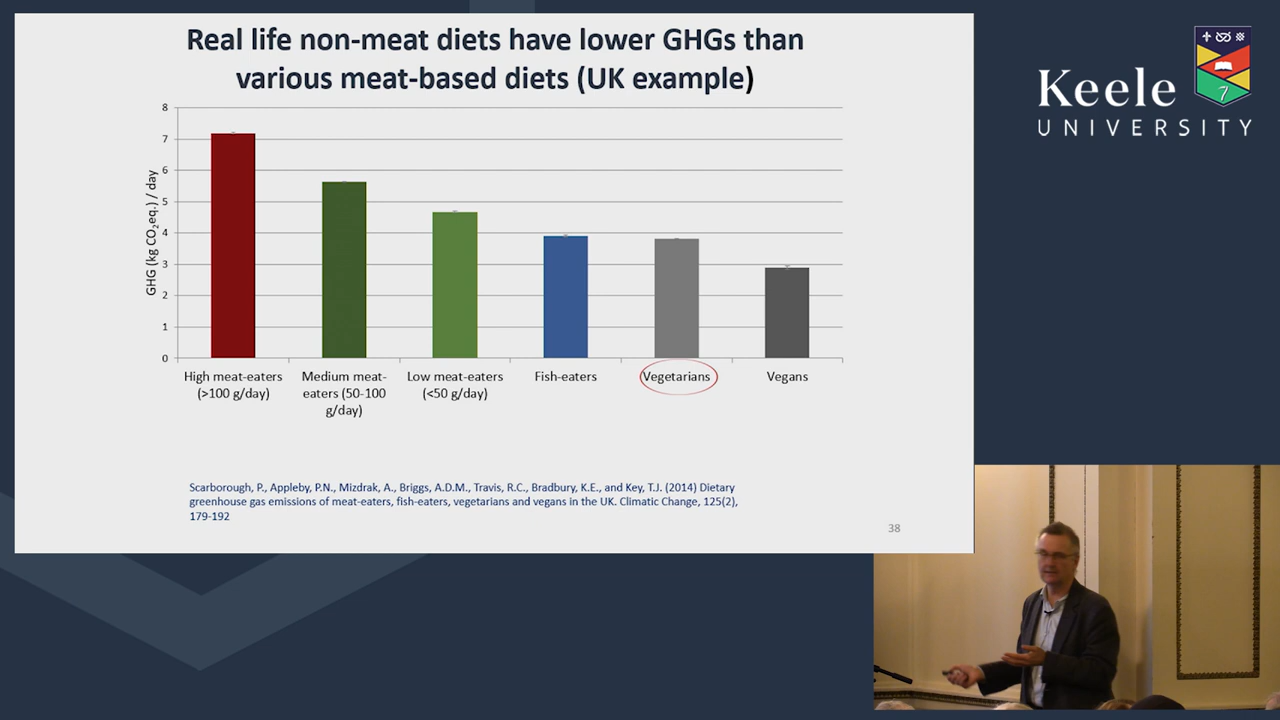 Real life non-meat diets have lower GHGs than
various meat-based diets (UK example)
8
7
6
5
4
3
2
1
0
GHG (kg CO₂eq.) / day
High meat-eaters
(>100 g/day)
Medium meat-
eaters (50-100
g/day)
Low meat-eaters
(<50 g/day)
Fish-eaters
Vegetarians
Vegans
Scarborough, P., Appleby, P.N., Mizdrak, A., Briggs, A.D.M., Travis, R.C., Bradbury, K.E., and Key, T.J. (2014) Dietary
greenhouse gas emissions of meat-eaters, fish-eaters, vegetarians and vegans in the UK. Climatic Change, 125(2),
179-192
38
Keele
UNIVERSITY